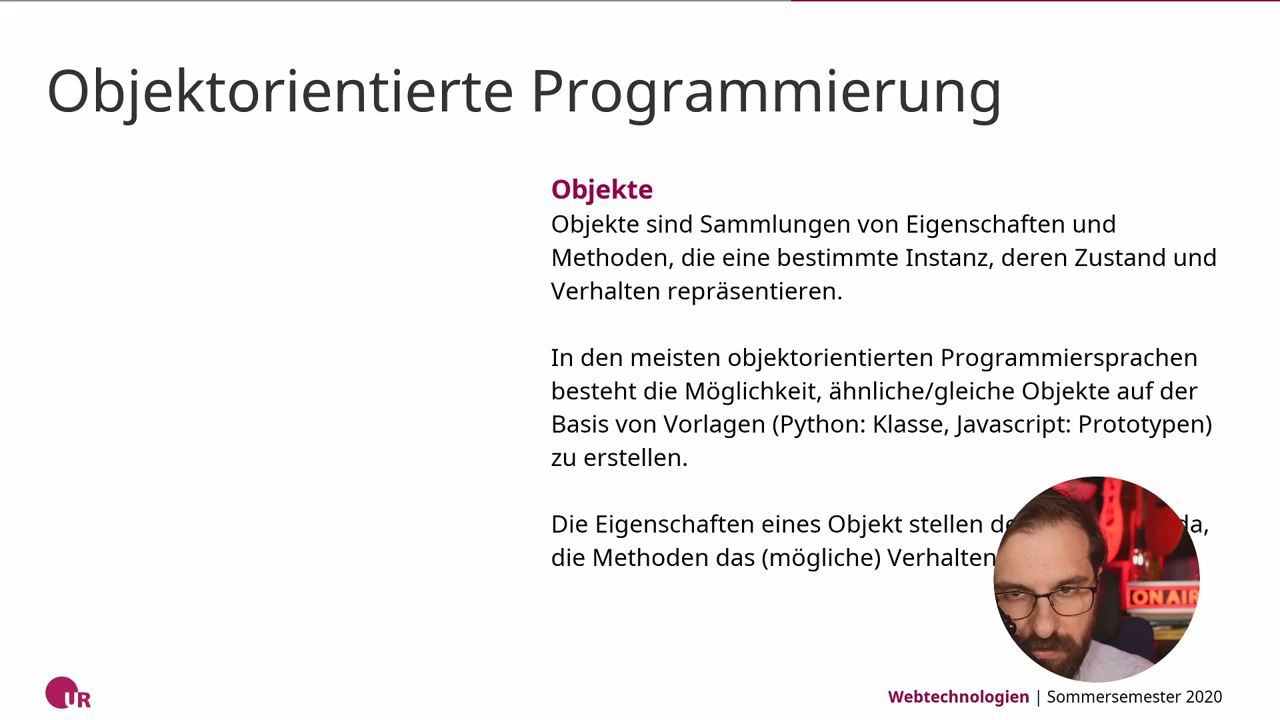 Objektorientierte Programmierung
Objekte
Objekte sind Sammlungen von Eigenschaften und
Methoden, die eine bestimmte Instanz, deren Zustand und
Verhalten repräsentieren.
In den meisten objektorientierten Programmiersprachen
besteht die Möglichkeit, ähnliche/gleiche Objekte auf der
Basis von Vorlagen (Python: Klasse, Javascript: Prototypen)
zu erstellen.
Die Eigenschaften eines Objekt stellen da,
die Methoden das (mögliche) Verhalten
ON AIR
UR
Webtechnologien | Sommersemester 2020